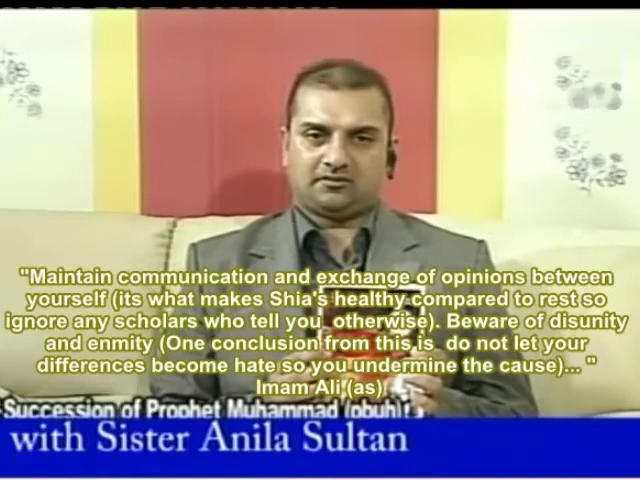 "Maintain communication and exchange of opinions between
yourself (its what makes Shia's healthy compared to rest so
ignore any scholars who tell you  otherwise). Beware of disunity
and enmity (One conclusion from this is  do not let your
differences become hate so you undermine the cause)... "
Imam Ali (as)
Succession of Prophet Muhammad (pbuh)
with Sister Anila Sultan